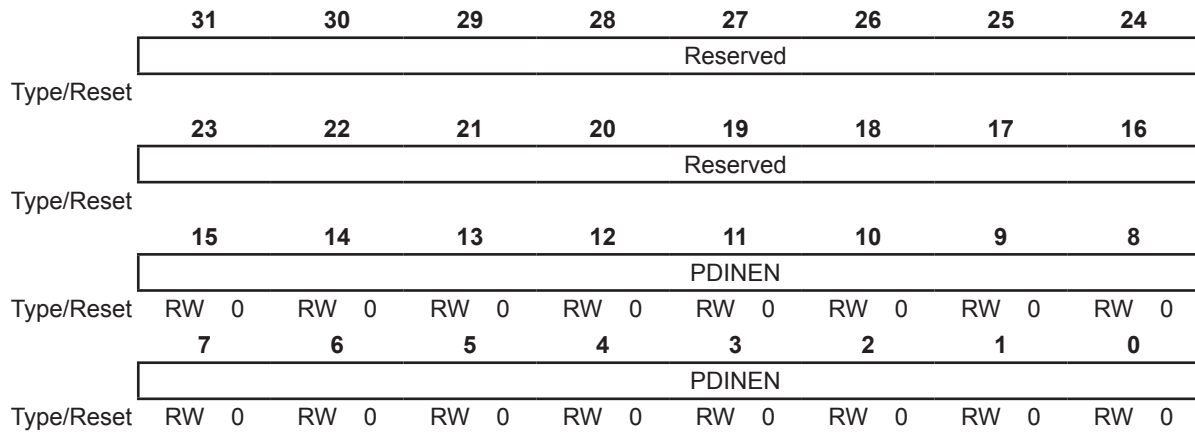 31 30 29 28 27 26 25 24
Reserved
Type/Reset
23 22 21 20 19 18 17 16
Reserved
Type/Reset
15 14 13 12 11 10 9 8
PDINEN
Type/Reset RW 0 RW 0 RW 0 RW 0 RW 0 RW 0 RW 0 RW 0
7 6 5 4 3 2 1 0
PDINEN
Type/Reset RW 0 RW 0 RW 0 RW 0 RW 0 RW 0 RW 0 RW 0